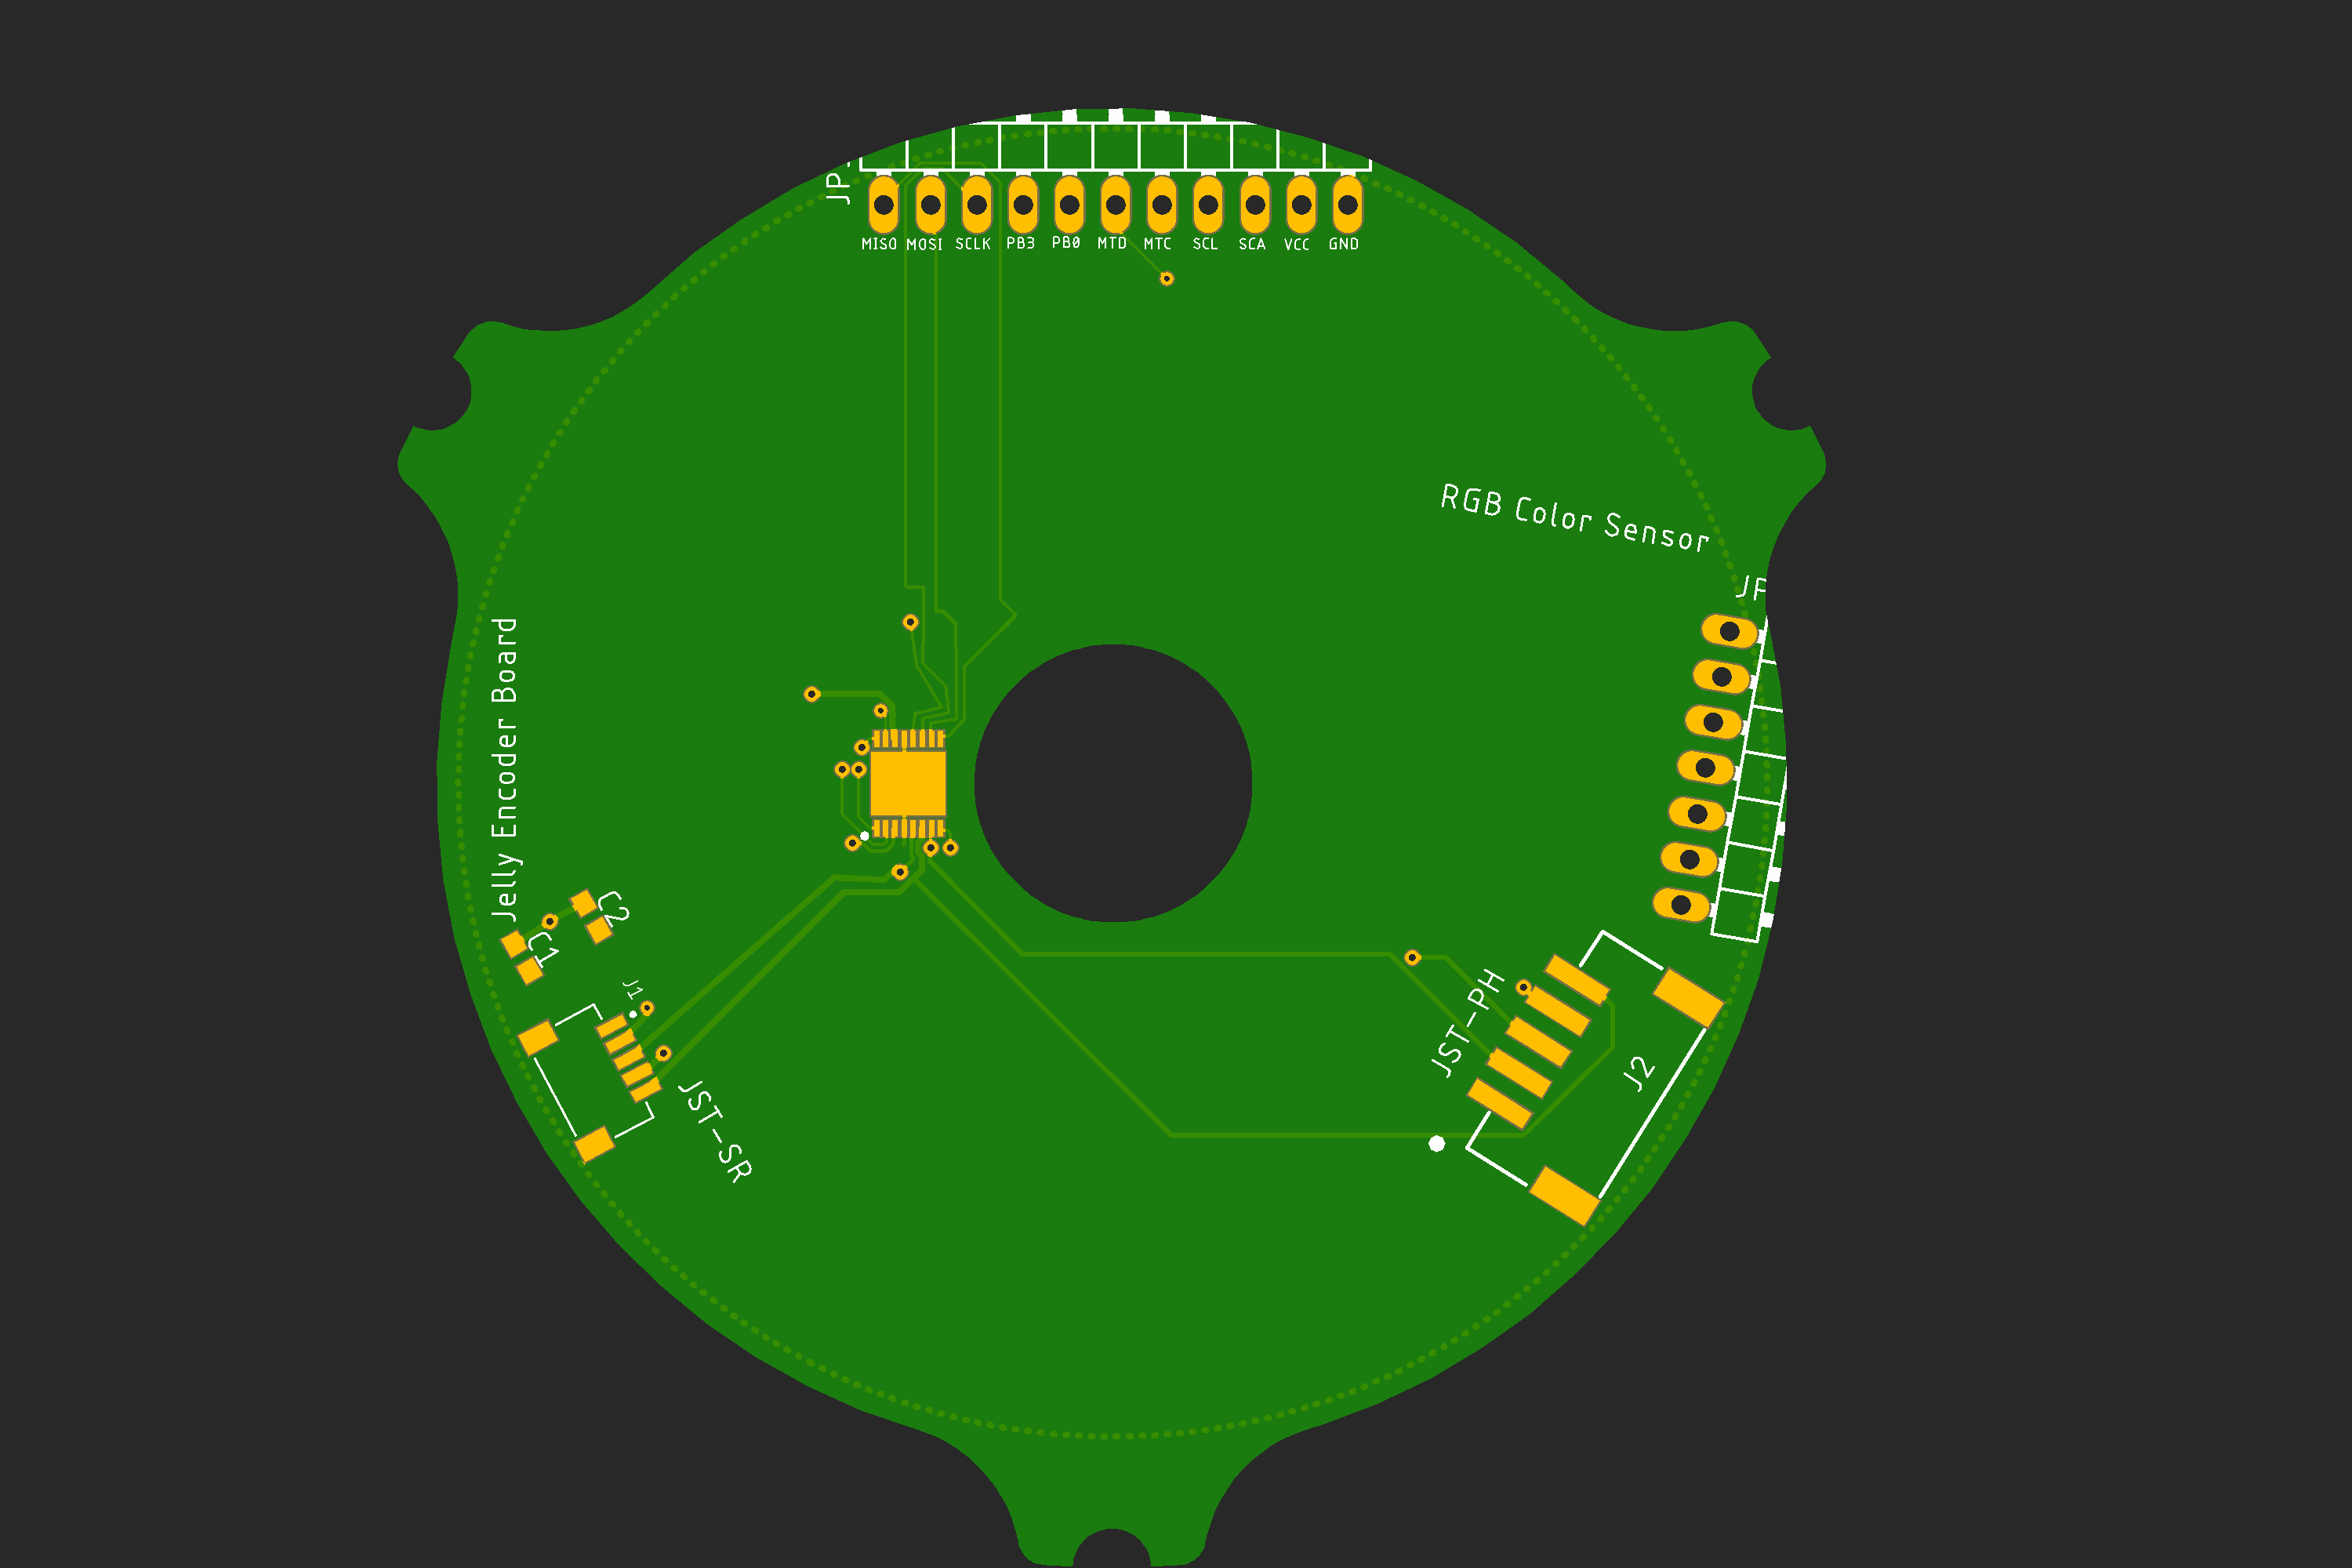 JP
MISO MOSI SCLK PB3 PB0 MTD MTC SCL SCA VCC GND
RGB Color Sensor
Jelly Encoder Board
C2
C1
J1
JST-SR
JST-PH
J2